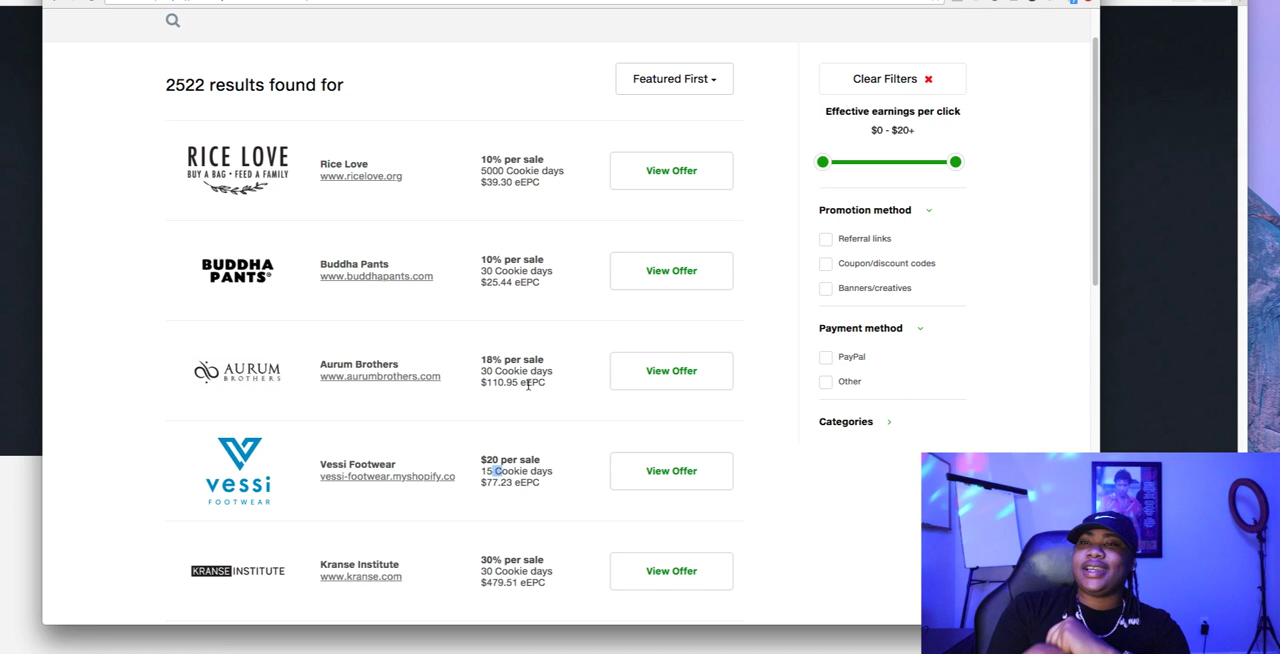 2522 results found for
Featured First
RICE LOVE
BUY A BAG • FEED A FAMILY
Rice Love
www.ricelove.org
10% per sale
5000 Cookie days
$39.30 eEPC
View Offer
BUDDHA
PANTS®
Buddha Pants
www.buddhapants.com
10% per sale
30 Cookie days
$25.44 eEPC
View Offer
AURUM
BROTHERS
Aurum Brothers
www.aurumbrothers.com
18% per sale
30 Cookie days
$110.95 eEPC
View Offer
vessi
FOOTWEAR
Vessi Footwear
vessi-footwear.myshopify.co
$20 per sale
15 Cookie days
$77.23 eEPC
View Offer
KRANSE INSTITUTE
Kranse Institute
www.kranse.com
30% per sale
30 Cookie days
$479.51 eEPC
View Offer
Clear Filters ✖
Effective earnings per click
$0 - $20+
Promotion method
Referral links
Coupon/discount codes
Banners/creatives
Payment method
PayPal
Other
Categories